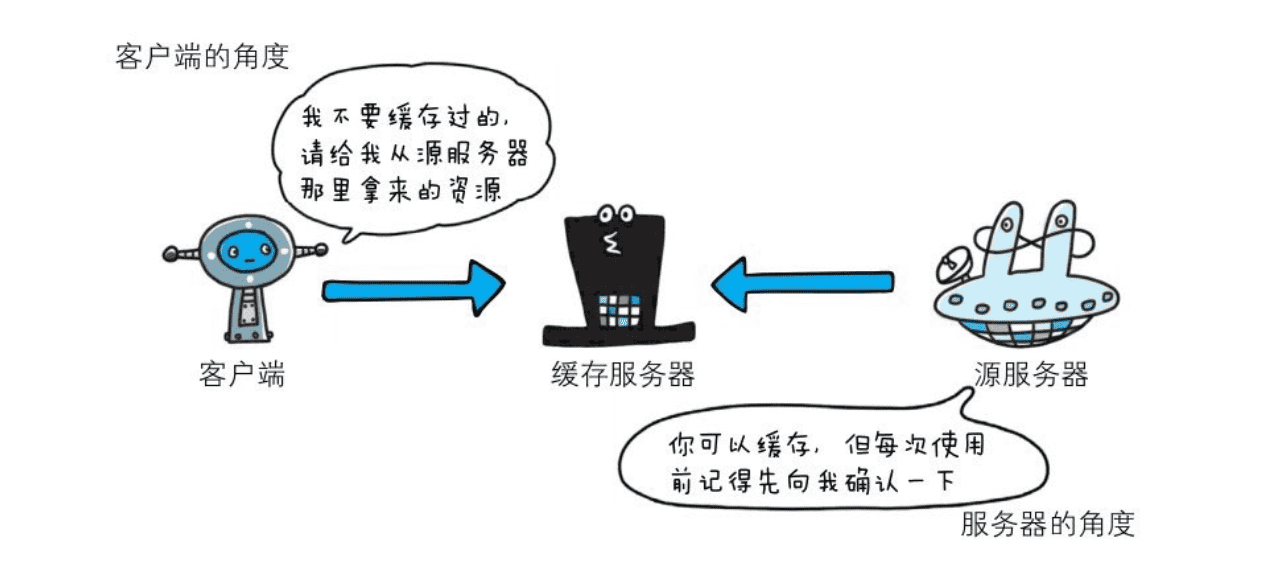 客户端的角度
我不要缓存过的，
请给我从源服务器
那里拿来的资源
客户端
缓存服务器
源服务器
你可以缓存，但每次使用
前记得先向我确认一下
服务器的角度